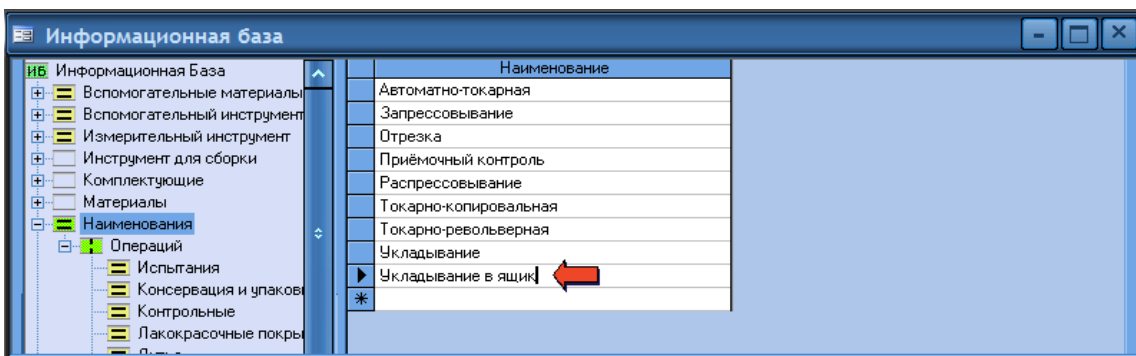 Информационная база
ИБ Информационная База
Вспомогательные материалы
Вспомогательный инструмент
Измерительный инструмент
Инструмент для сборки
Комплектующие
Материалы
Наименования
Операций
Испытания
Консервация и упаков
Контрольные
Лакокрасочные покры
Наименование
Автоматно-токарная
Запрессовывание
Отрезка
Приёмочный контроль
Распрессовывание
Токарно-копировальная
Токарно-револьверная
Укладывание
Укладывание в ящик